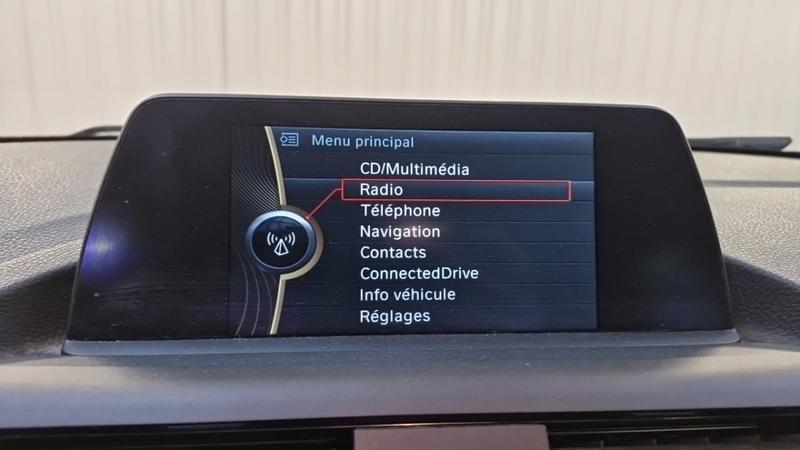 Menu principal
CD/Multimédia
Radio
Téléphone
Navigation
Contacts
ConnectedDrive
Info véhicule
Réglages